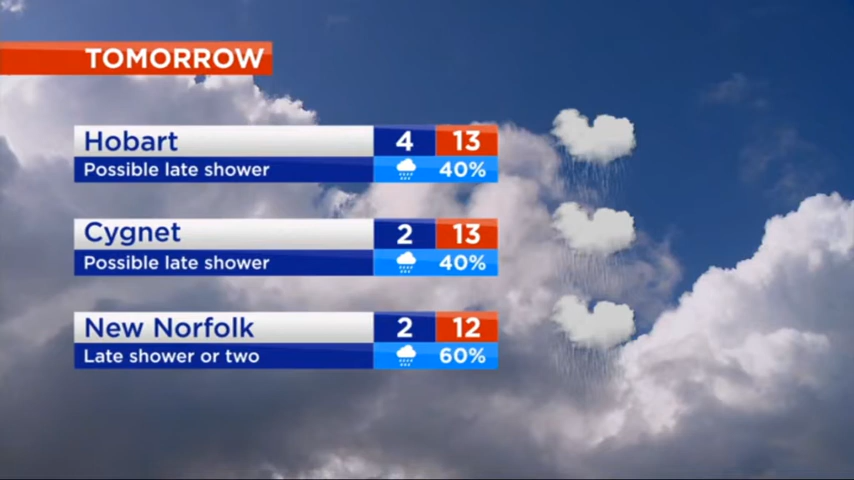 TOMORROW
Hobart 4 13
Possible late shower 40%
Cygnet 2 13
Possible late shower 40%
New Norfolk 2 12
Late shower or two 60%